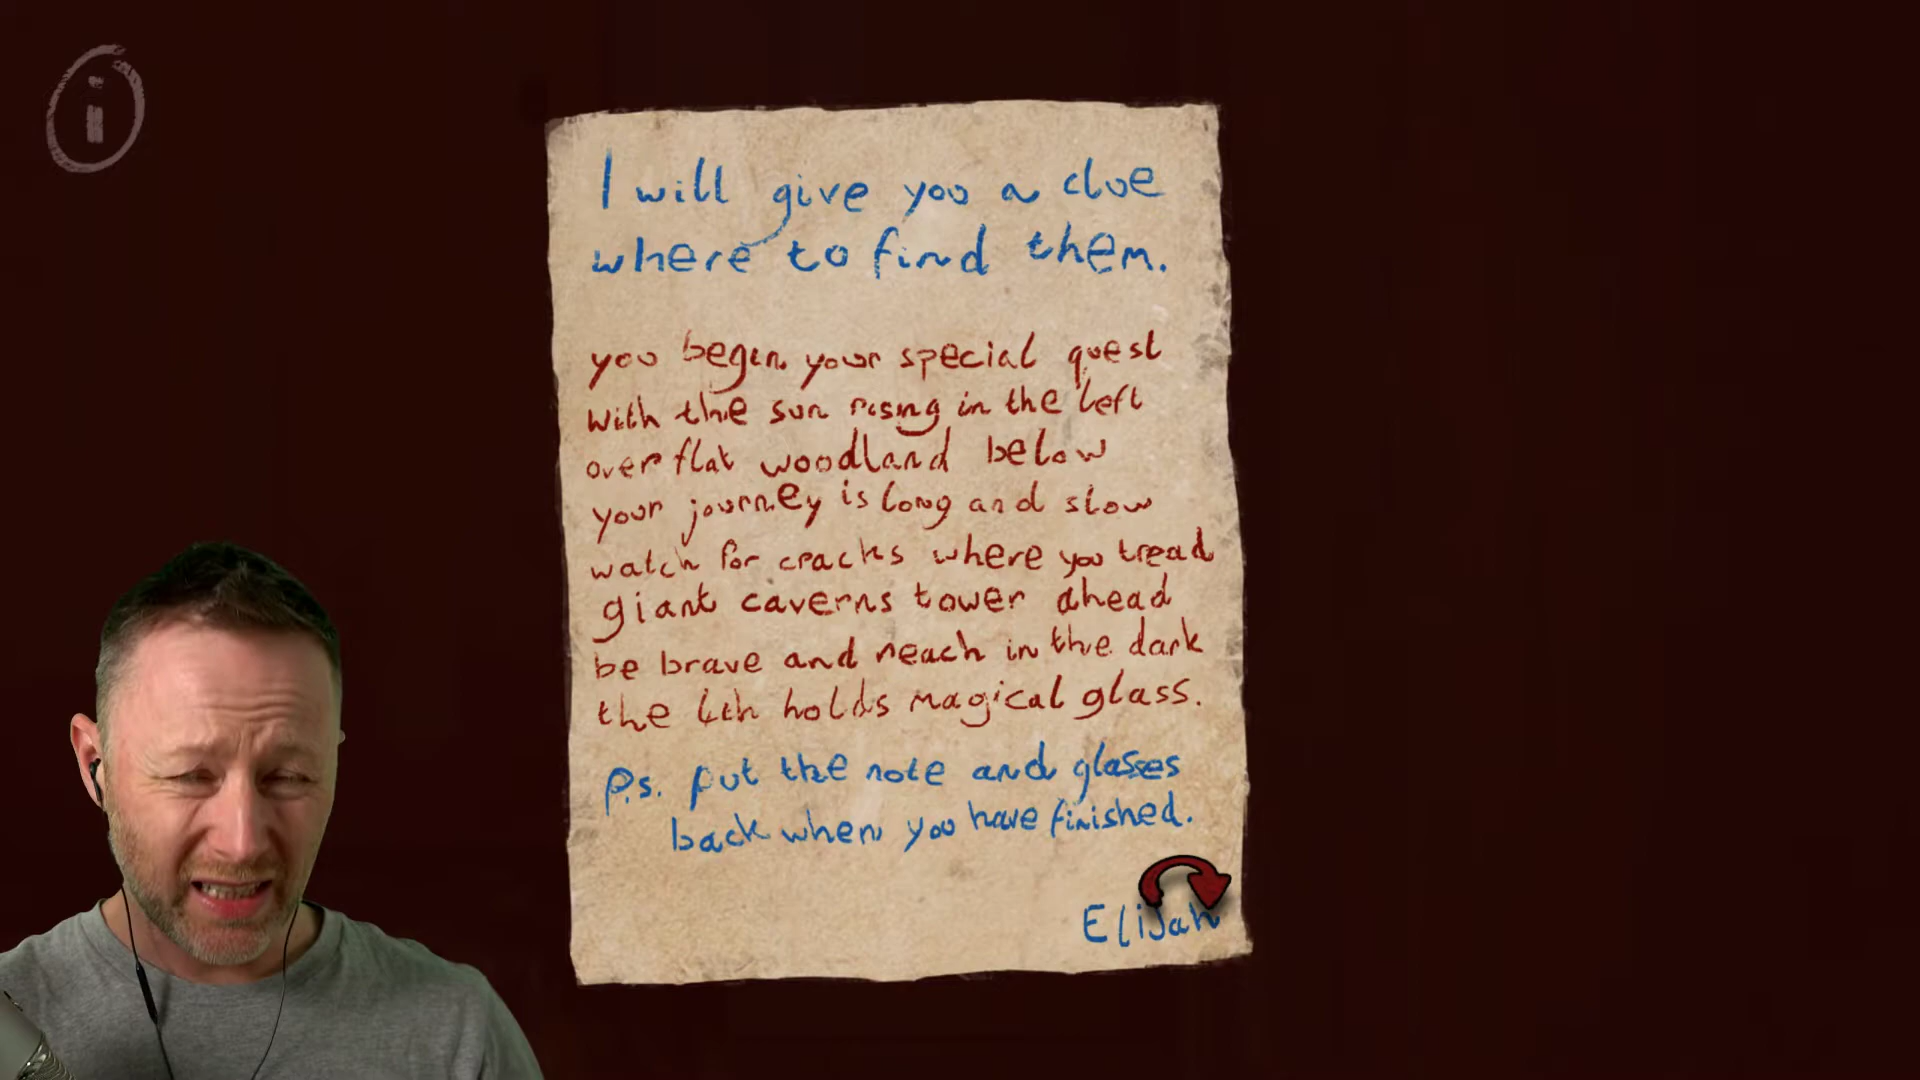 i
I will give you a clue
where to find them.
you begin your special quest
With the sun rising in the left
over flat woodland below
your journey is long and slow
watch for cracks where you tread
giant caverns tower ahead
be brave and reach in the dark
the 4th holds magical glass.
P.s. put the note and glasses
back when you have finished.
Elijah